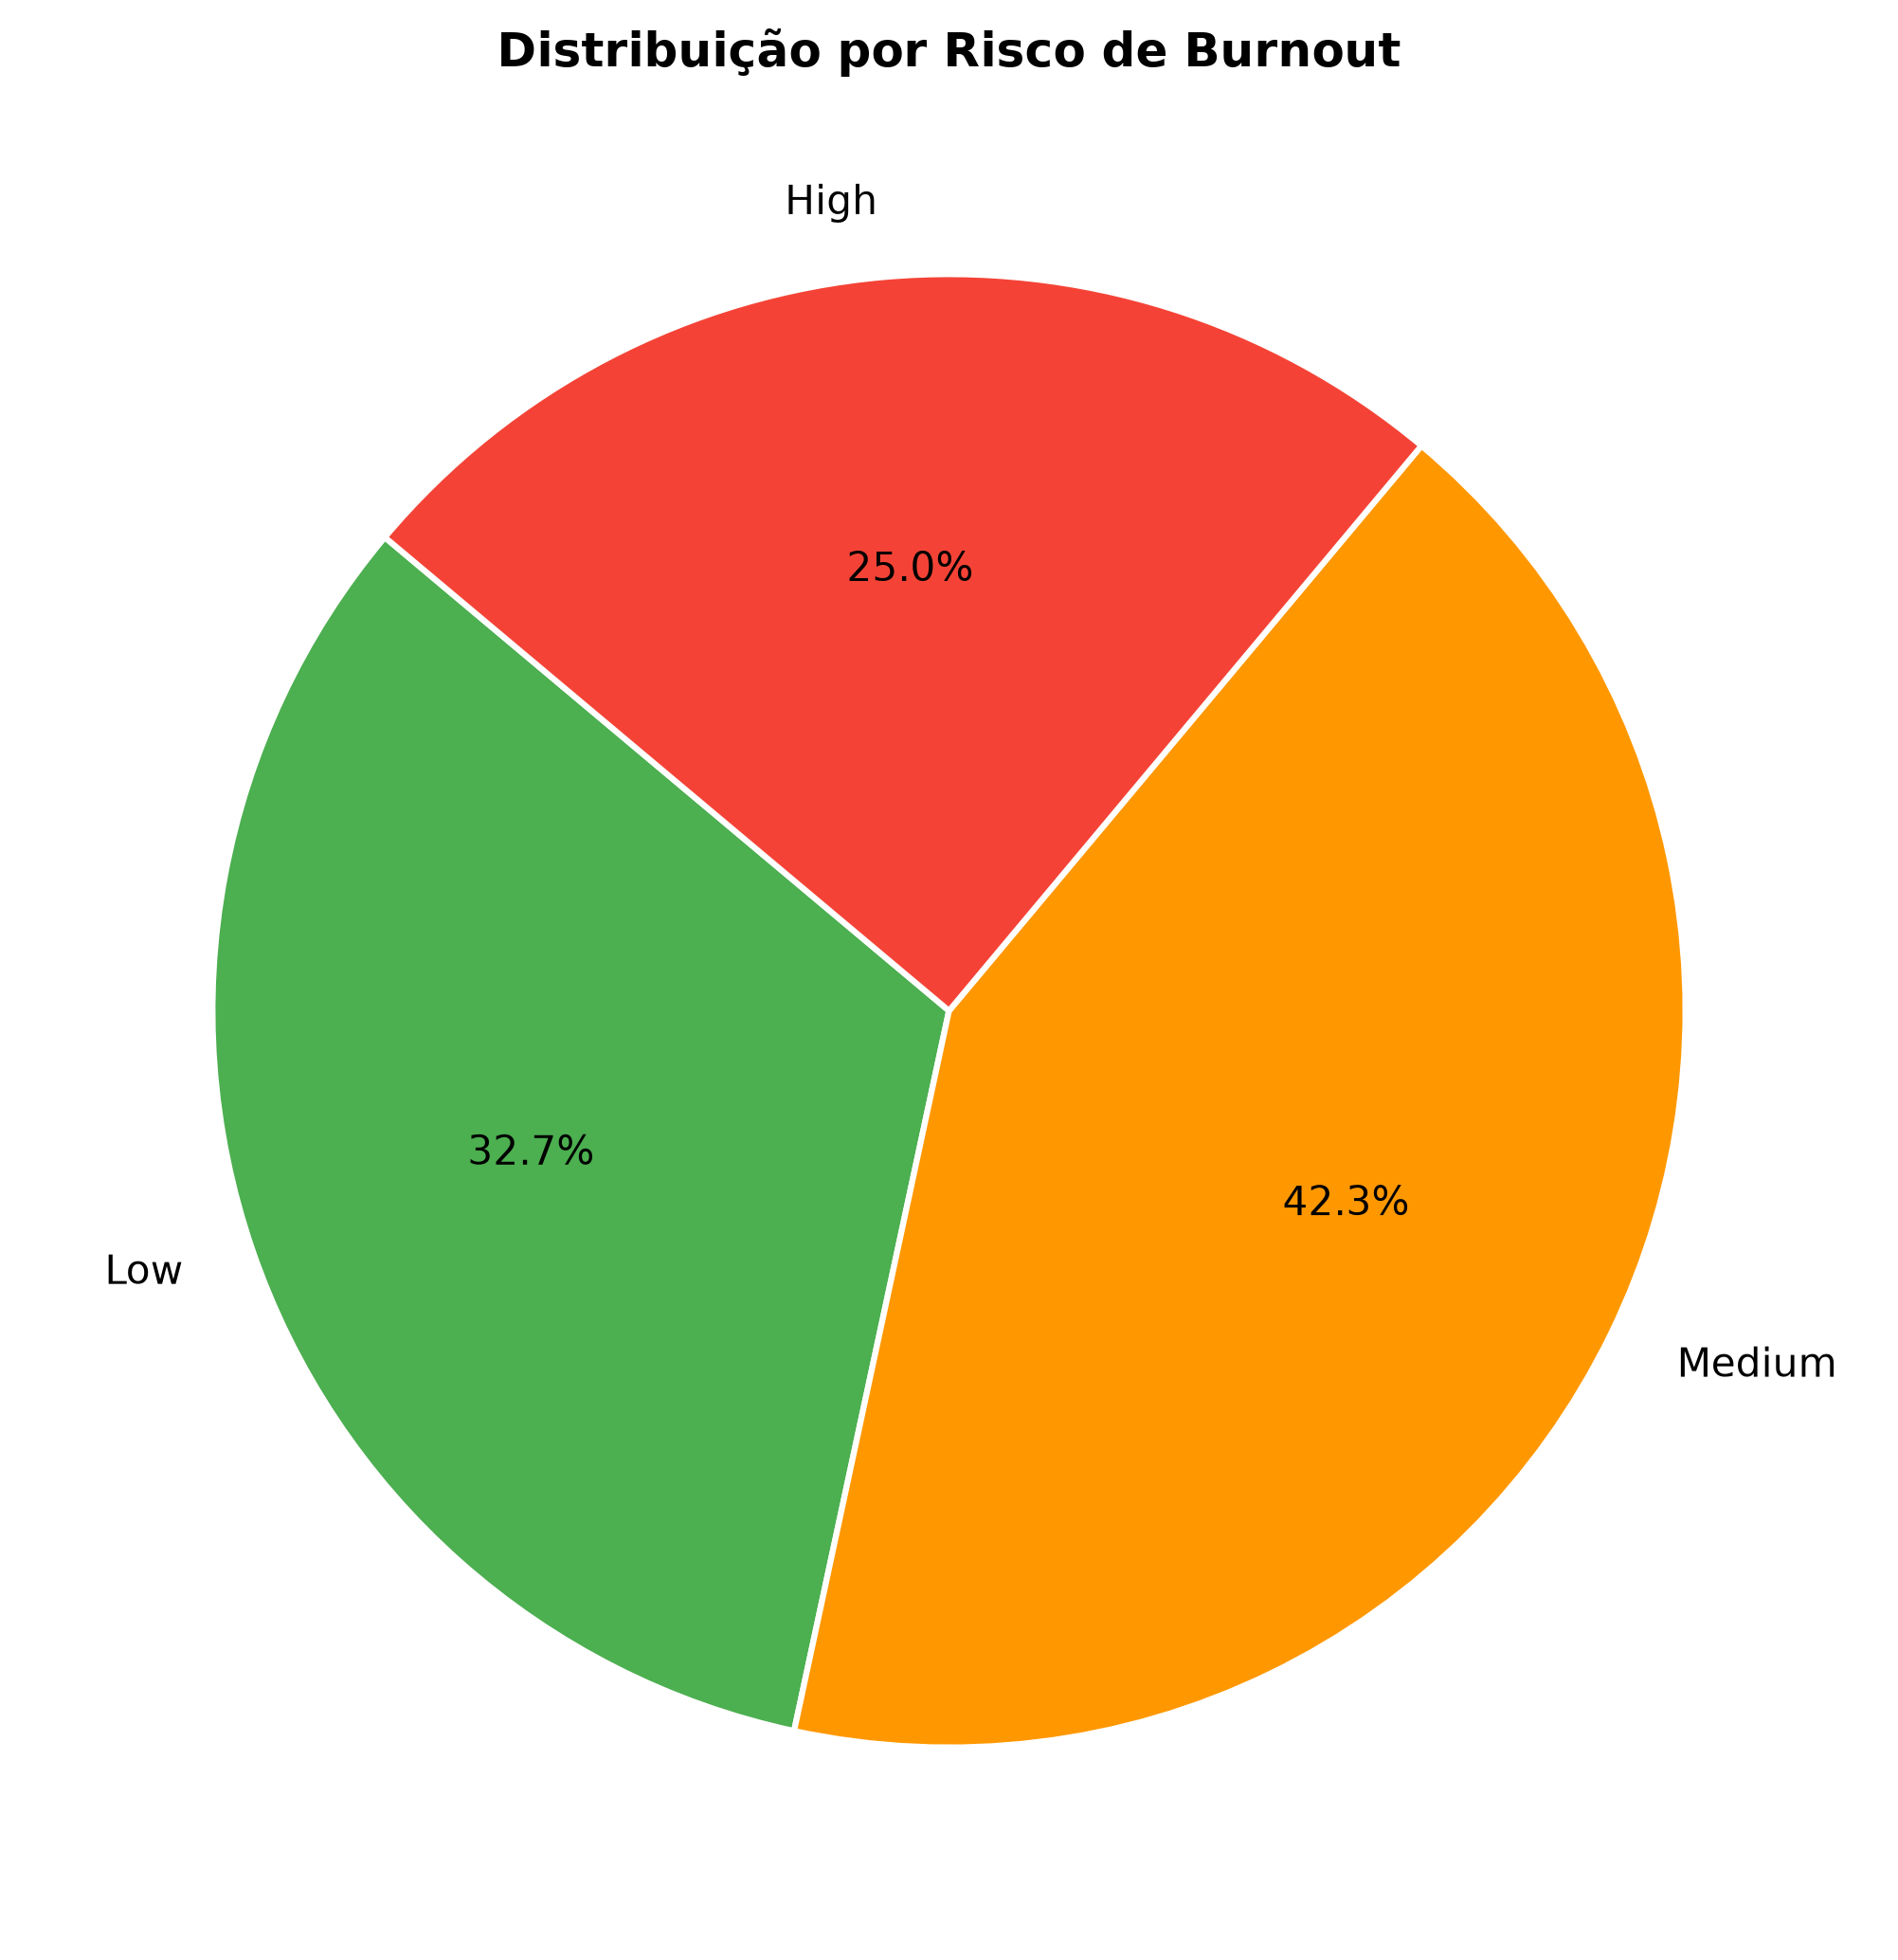 Distribuição por Risco de Burnout
High
25.0%
32.7%
42.3%
Low
Medium